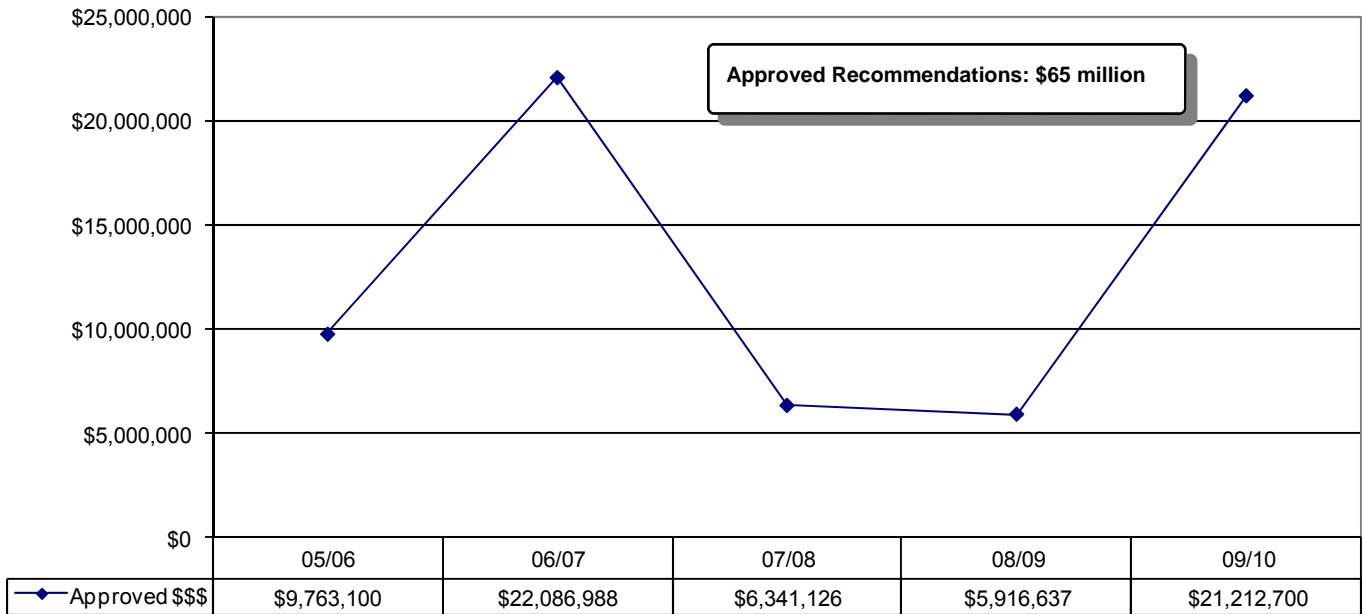 $25,000,000
Approved Recommendations: $65 million
$20,000,000
$15,000,000
$10,000,000
$5,000,000
$0
05/06 06/07 07/08 08/09 09/10
Approved $$$ $9,763,100 $22,086,988 $6,341,126 $5,916,637 $21,212,700